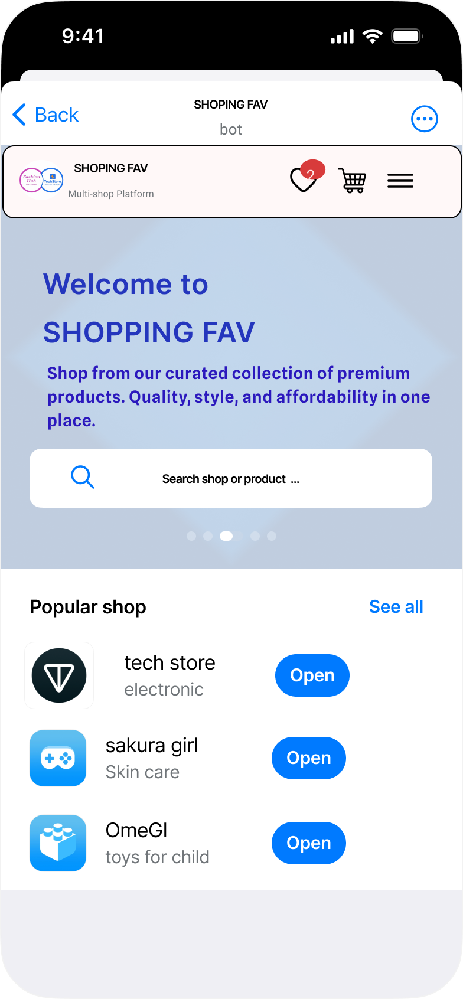 9:41
Back
SHOPING FAV
bot
Fashion
Hub
TechStore
SHOPING FAV
Multi-shop Platform
2
Welcome to
SHOPPING FAV
Shop from our curated collection of premium
products. Quality, style, and affordability in one
place.
Search shop or product ...
Popular shop
See all
tech store
electronic
Open
sakura girl
Skin care
Open
OmeGl
toys for child
Open